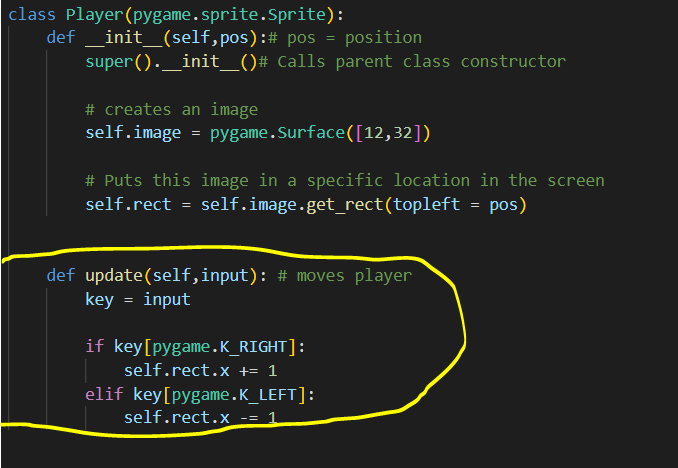 class Player(pygame.sprite.Sprite):
    def __init__(self,pos):# pos = position
        super().__init__()# Calls parent class constructor

        # creates an image
        self.image = pygame.Surface([12,32])

        # Puts this image in a specific location in the screen
        self.rect = self.image.get_rect(topleft = pos)


    def update(self,input): # moves player
        key = input

        if key[pygame.K_RIGHT]:
            self.rect.x += 1
        elif key[pygame.K_LEFT]:
            self.rect.x -= 1